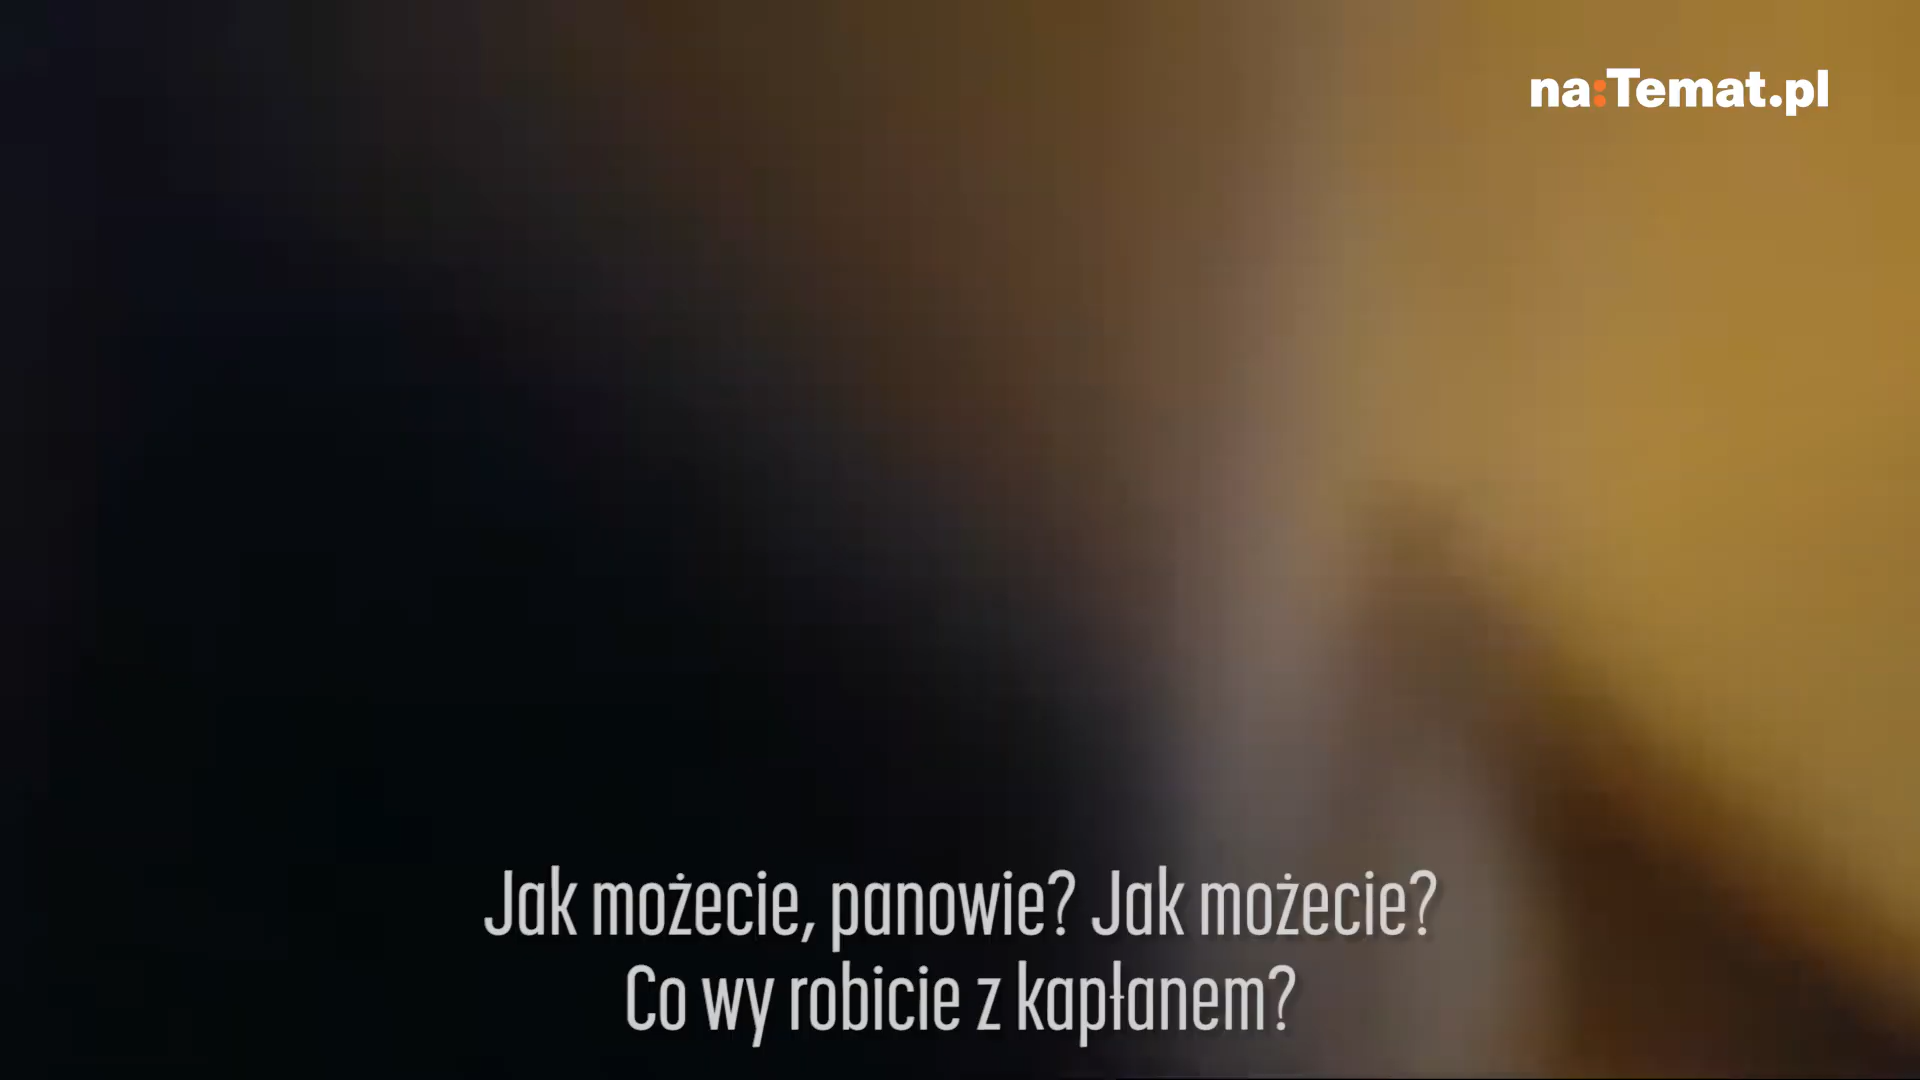 na:Temat.pl
Jak możecie, panowie? Jak możecie?
Co wy robicie z kapłanem?